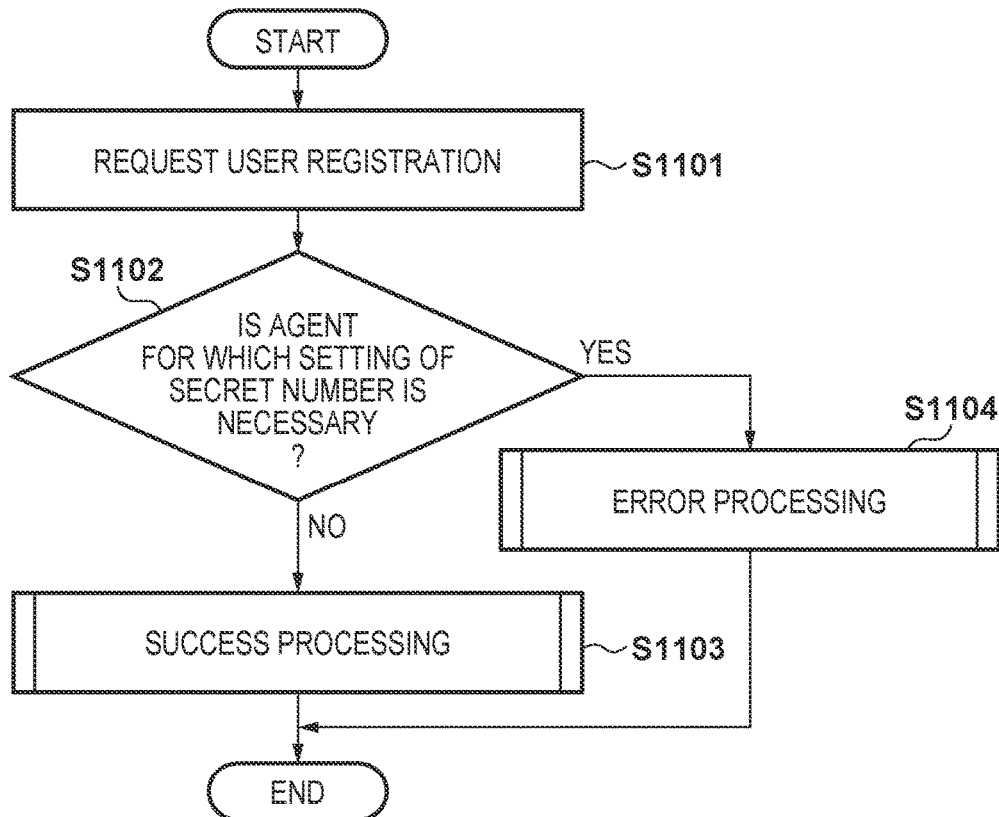 START
REQUEST USER REGISTRATION
S1101
S1102
IS AGENT
FOR WHICH SETTING OF
SECRET NUMBER IS
NECESSARY
?
YES
S1104
ERROR PROCESSING
NO
SUCCESS PROCESSING
S1103
END